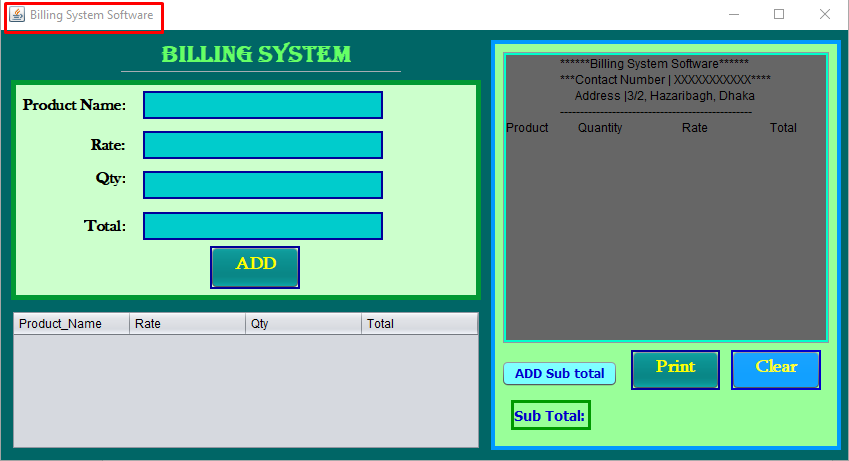 Billing System Software
BILLING SYSTEM
Product Name:
Rate:
Qty:
Total:
ADD
Product_Name Rate Qty Total
******Billing System Software******
***Contact Number | XXXXXXXXXXX****
Address |3/2, Hazaribagh, Dhaka
------------------------------------------------
Product Quantity Rate Total
ADD Sub total
Print
Clear
Sub Total: